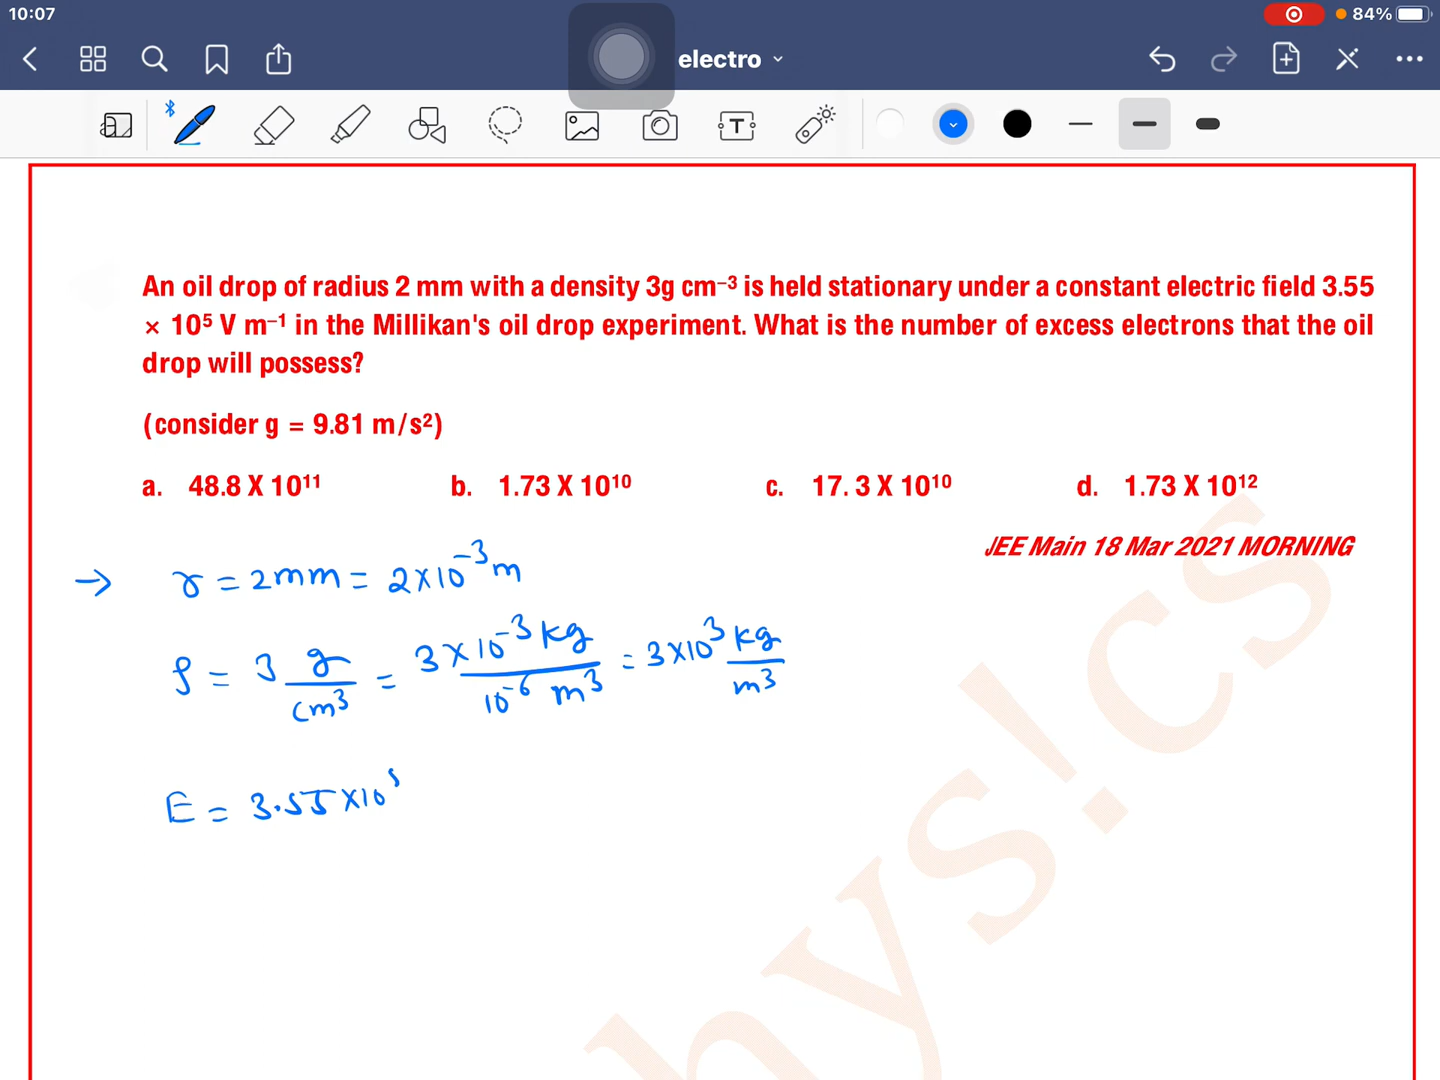 10:07
84%
electro
T
An oil drop of radius 2 mm with a density 3g cm⁻³ is held stationary under a constant electric field 3.55
× 10⁵ V m⁻¹ in the Millikan's oil drop experiment. What is the number of excess electrons that the oil
drop will possess?
(consider g = 9.81 m/s²)
a. 48.8 X 10¹¹ b. 1.73 X 10¹⁰ c. 17. 3 X 10¹⁰ d. 1.73 X 10¹²
JEE Main 18 Mar 2021 MORNING
→ r = 2mm = 2×10⁻³ m
ρ = 3 g/cm³ = 3×10⁻³ kg/10⁻⁶ m³ = 3×10³ kg/m³
E = 3.55×10⁵
hys!cs